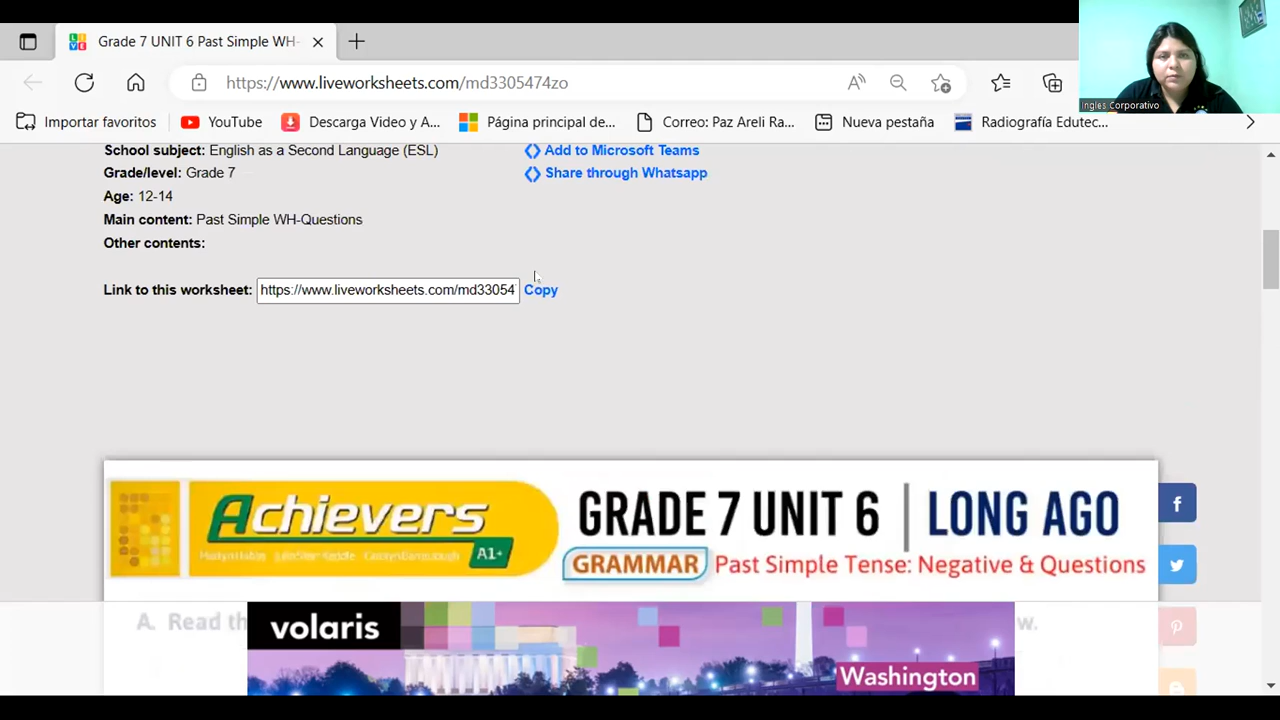 Grade 7 UNIT 6 Past Simple WH-
https://www.liveworksheets.com/md3305474zo
Ingles Corporativo
Importar favoritos
YouTube
Descarga Video y A...
Página principal de...
Correo: Paz Areli Ra...
Nueva pestaña
Radiografía Edutec...
School subject: English as a Second Language (ESL)
Add to Microsoft Teams
Grade/level: Grade 7
Share through Whatsapp
Age: 12-14
Main content: Past Simple WH-Questions
Other contents:
Link to this worksheet: https://www.liveworksheets.com/md33054 Copy
Achievers
A1+
GRADE 7 UNIT 6 | LONG AGO
GRAMMAR Past Simple Tense: Negative & Questions
A. Read th
w.
volaris
Washington